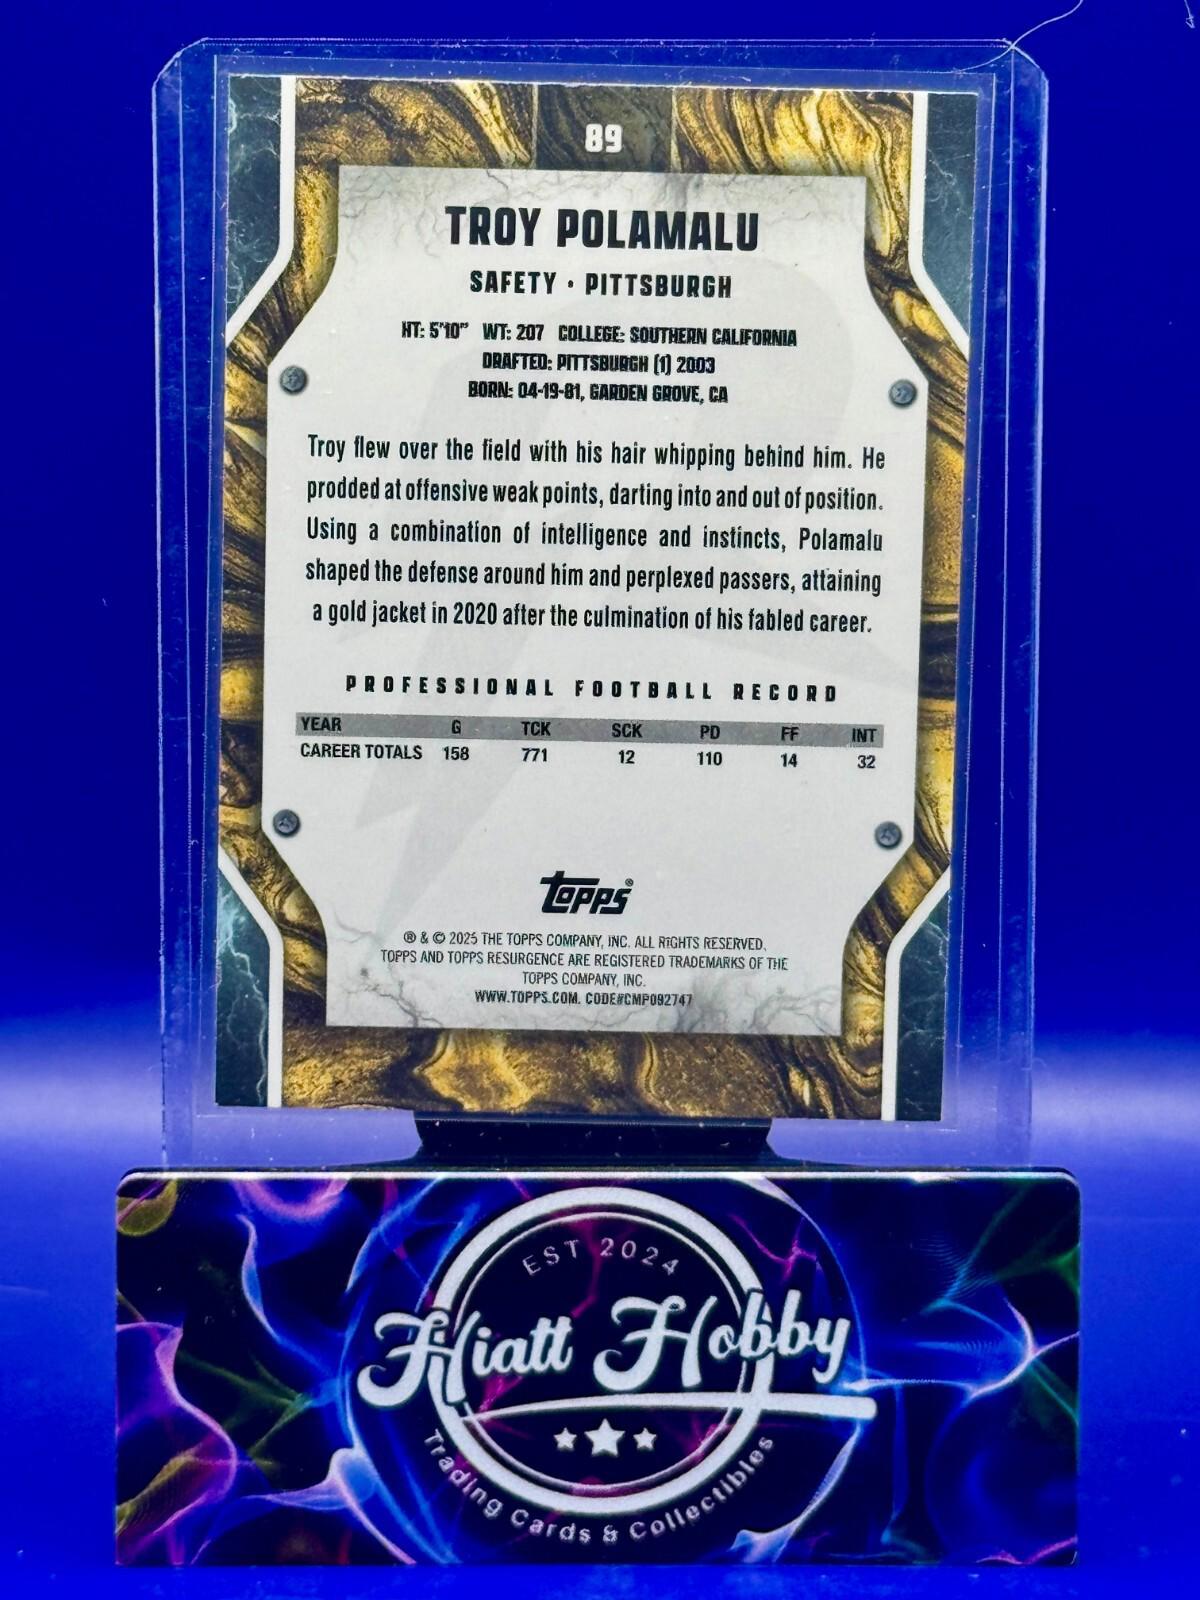 89
TROY POLAMALU
SAFETY • PITTSBURGH
HT: 5'10" WT: 207 COLLEGE: SOUTHERN CALIFORNIA
DRAFTED: PITTSBURGH (1) 2003
BORN: 04-19-81, GARDEN GROVE, CA
Troy flew over the field with his hair whipping behind him. He
prodded at offensive weak points, darting into and out of position.
Using a combination of intelligence and instincts, Polamalu
shaped the defense around him and perplexed passers, attaining
a gold jacket in 2020 after the culmination of his fabled career.
PROFESSIONAL FOOTBALL RECORD
YEAR G TCK SCK PD FF INT
CAREER TOTALS 158 771 12 110 14 32
Topps®
® & © 2025 THE TOPPS COMPANY, INC. ALL RIGHTS RESERVED.
TOPPS AND TOPPS RESURGENCE ARE REGISTERED TRADEMARKS OF THE
TOPPS COMPANY, INC.
WWW.TOPPS.COM. CODE#CMP092747
EST 2024
Hiatt Hobby
Trading Cards & Collectibles